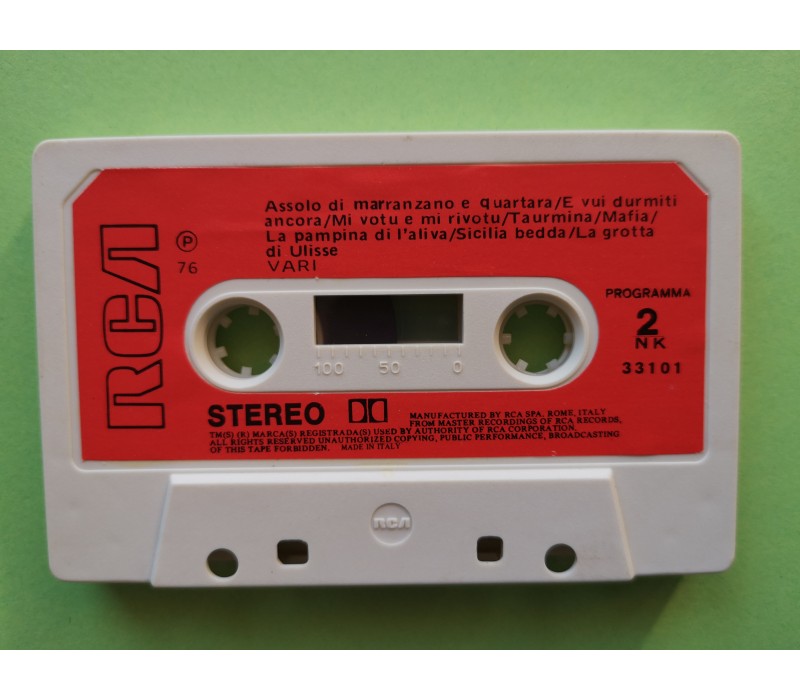 Assolo di marranzano e quartara/E vui durmiti
ancora/Mi votu e mi rivotu/Taurmina/Mafia/
La pampina di l'aliva/Sicilia bedda/La grotta
di Ulisse
VARI
RCA
P
76
PROGRAMMA
2
NK
33101
100 50 0
STEREO
MANUFACTURED BY RCA SPA, ROME, ITALY
FROM MASTER RECORDINGS OF RCA RECORDS,
TM(S) (R) MARCA(S) REGISTRADA(S) USED BY AUTHORITY OF RCA CORPORATION.
ALL RIGHTS RESERVED UNAUTHORIZED COPYING, PUBLIC PERFORMANCE, BROADCASTING
OF THIS TAPE FORBIDDEN. MADE IN ITALY
RCA